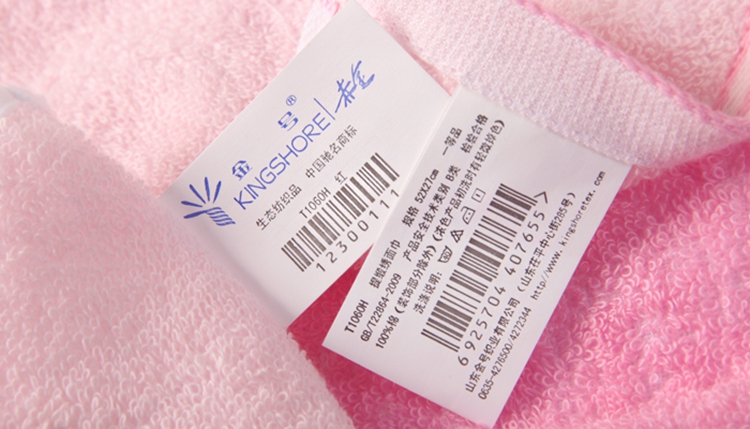 金号®
KINGSHORE
生态纺织品 中国驰名商标
T1060H 红
12300111
T1060H 提缎绣面巾 规格 52X27cm 一等品
GB/T22864-2009 产品安全技术类别 B类 检验合格
100%棉(装饰部分除外)(浓色产品初洗时有轻微掉色)
洗涤说明:
6925704 407655
山东金号织业有限公司(山东茌平中心街285号)
0635-4276500/4272344 http://www.kingshoretex.com